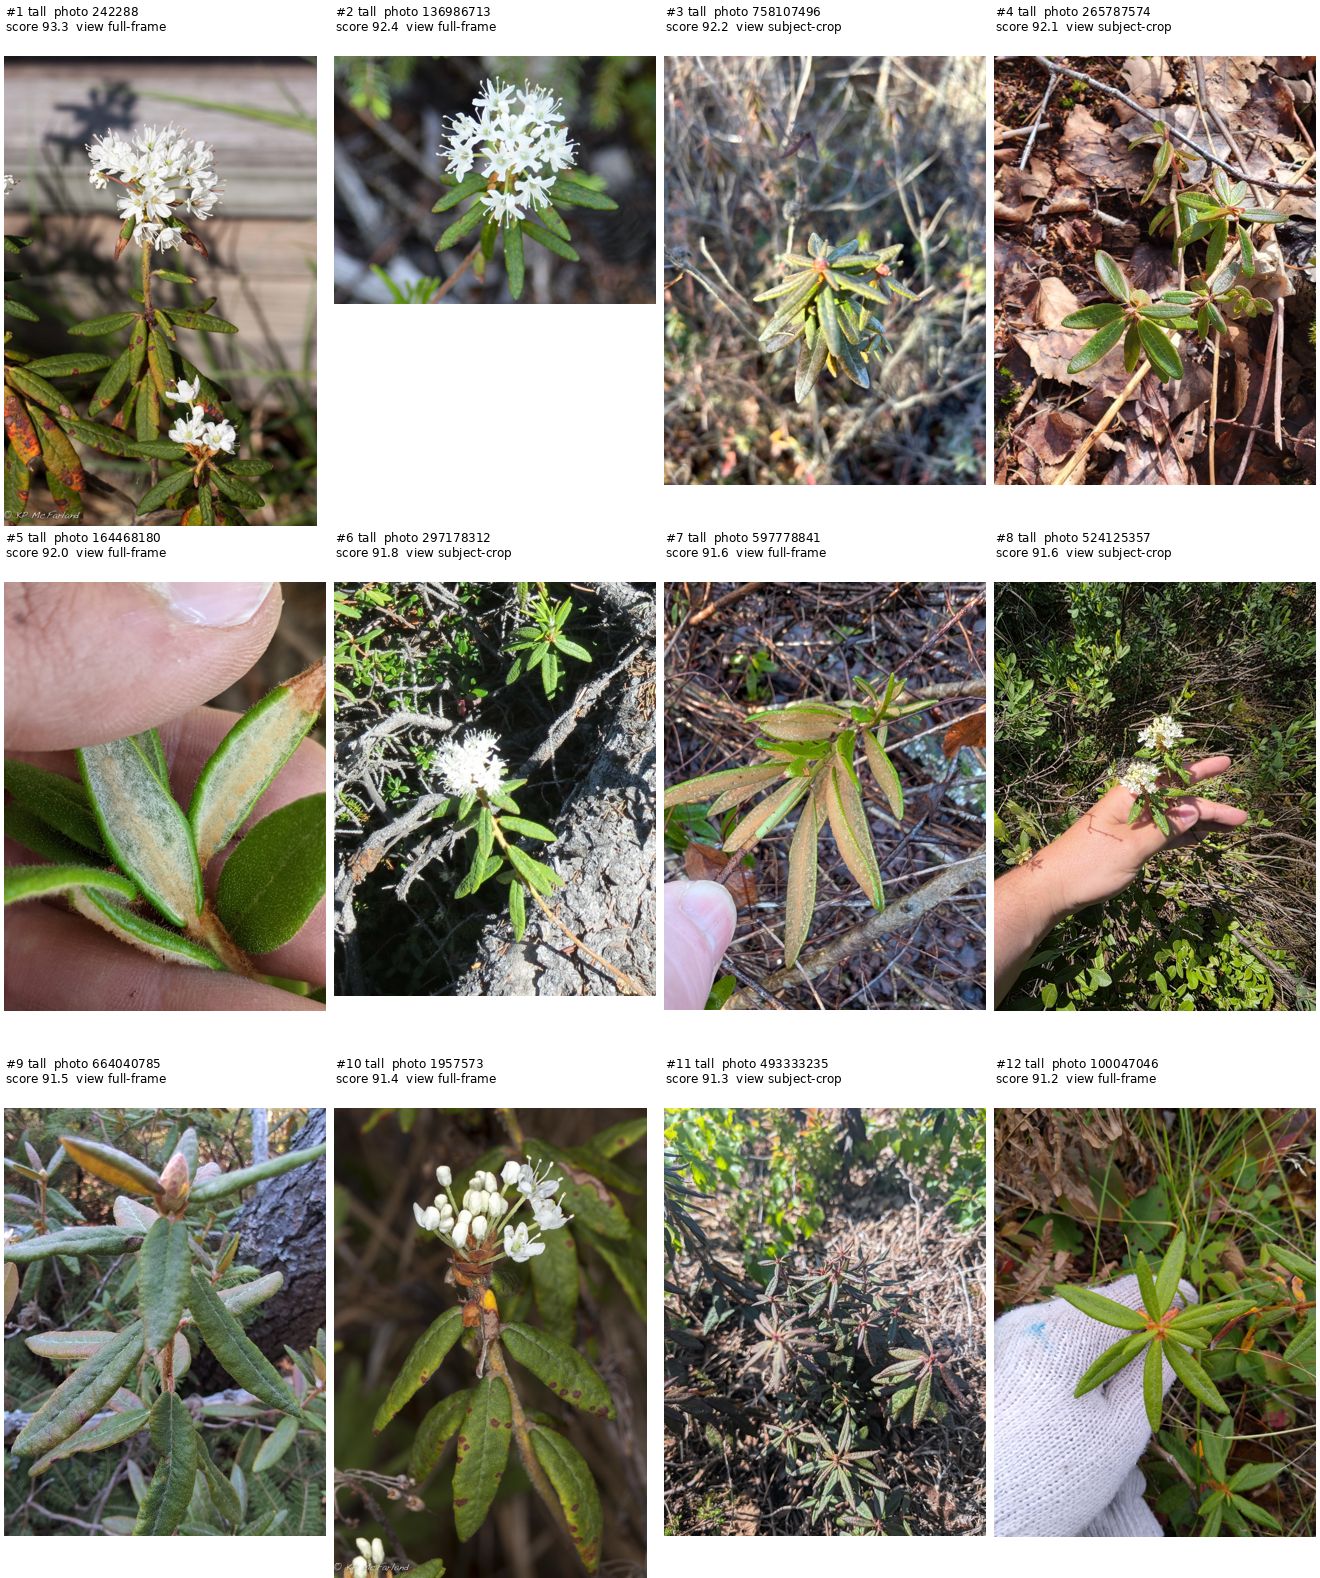 #1 tall photo 242288
score 93.3 view full-frame
#2 tall photo 136986713
score 92.4 view full-frame
#3 tall photo 758107496
score 92.2 view subject-crop
#4 tall photo 265787574
score 92.1 view subject-crop
© KP McFarland
#5 tall photo 164468180
score 92.0 view full-frame
#6 tall photo 297178312
score 91.8 view subject-crop
#7 tall photo 597778841
score 91.6 view full-frame
#8 tall photo 524125357
score 91.6 view subject-crop
#9 tall photo 664040785
score 91.5 view full-frame
#10 tall photo 1957573
score 91.4 view full-frame
#11 tall photo 493333235
score 91.3 view subject-crop
#12 tall photo 100047046
score 91.2 view full-frame
© KP McFarland